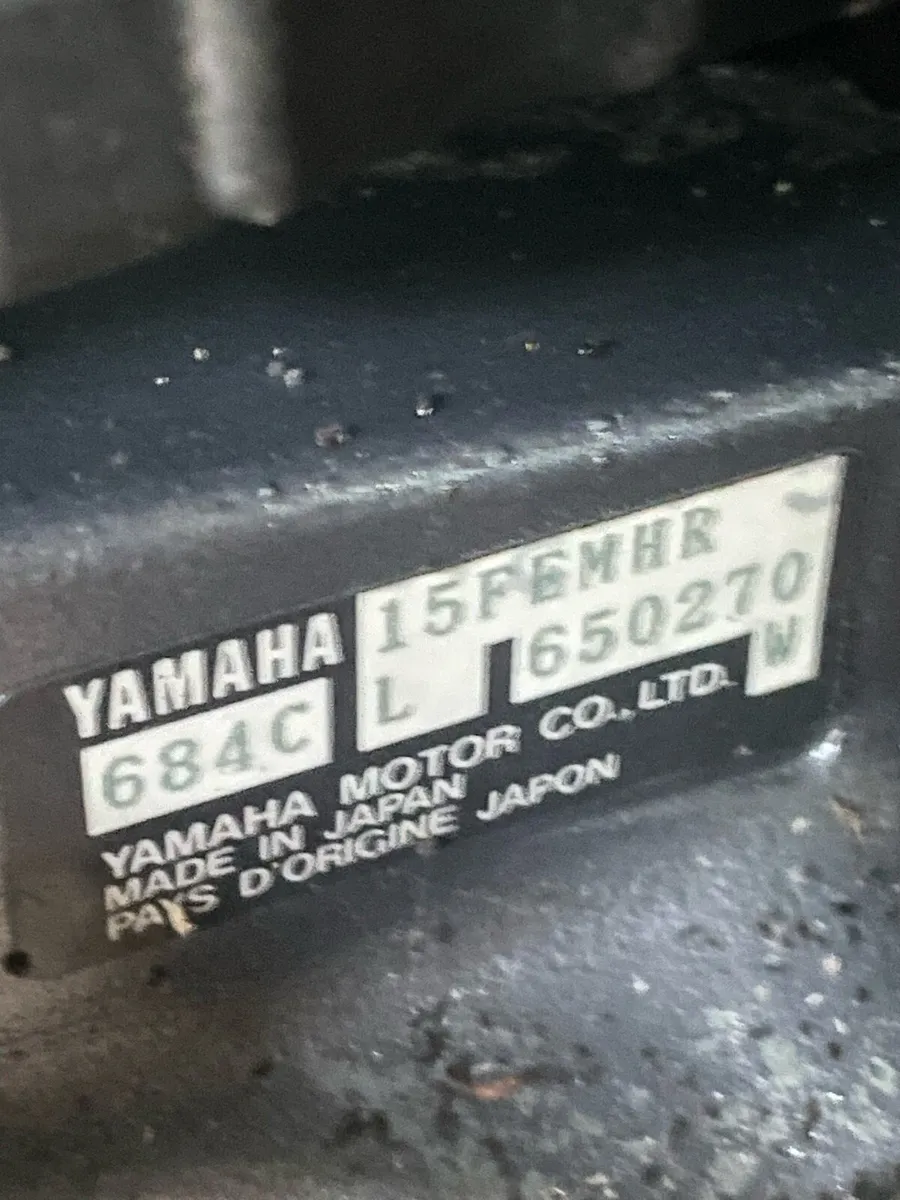 YAMAHA 15FEMHR
684C L 650270
W
YAMAHA MOTOR CO., LTD.
MADE IN JAPAN
PAYS D'ORIGINE JAPON